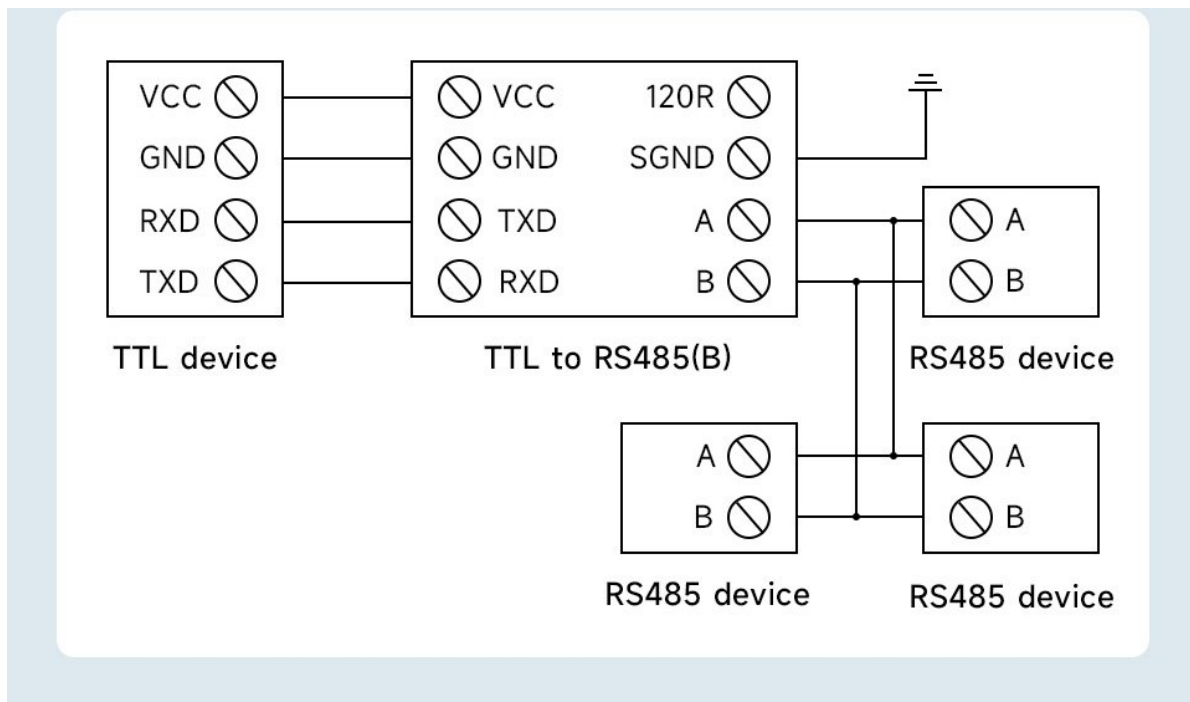 VCC VCC 120R
GND GND SGND
RXD TXD A A
TXD RXD B B
TTL device TTL to RS485(B) RS485 device
A A
B B
RS485 device RS485 device